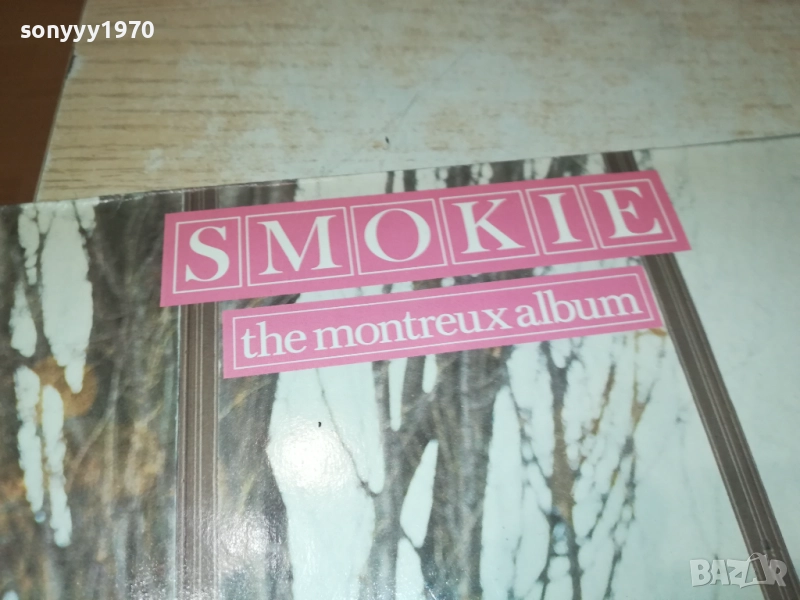 sonyyy1970
SMOKIE
the montreux album
BAZAR